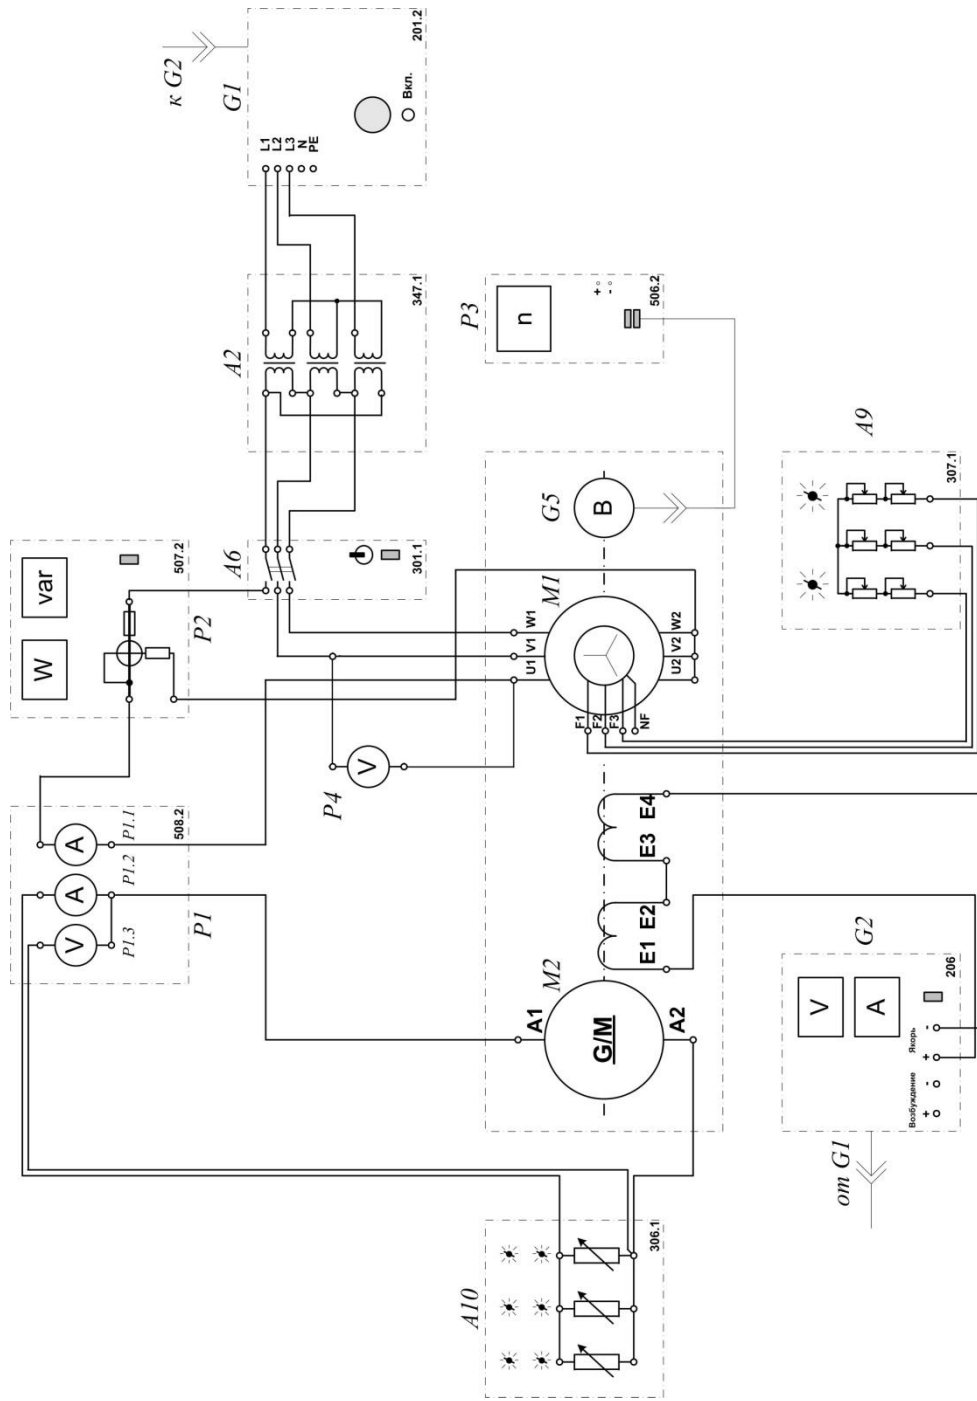 V
A
A
P1.3
P1.2
P1.1
508.2
P1
W
var
507.2
P2
A6
301.1
A2
347.1
к G2
G1
L1
L2
L3
N
PE
Вкл.
201.2
P4
V
A10
306.1
M2
A1
G/M
A2
E1
E2
E3
E4
M1
U1
V1
W1
F1
F2
F3
NF
U2
V2
W2
G5
B
P3
n
+
-
506.2
от G1
G2
V
A
Возбуждение
Якорь
+
-
+
-
206
A9
307.1